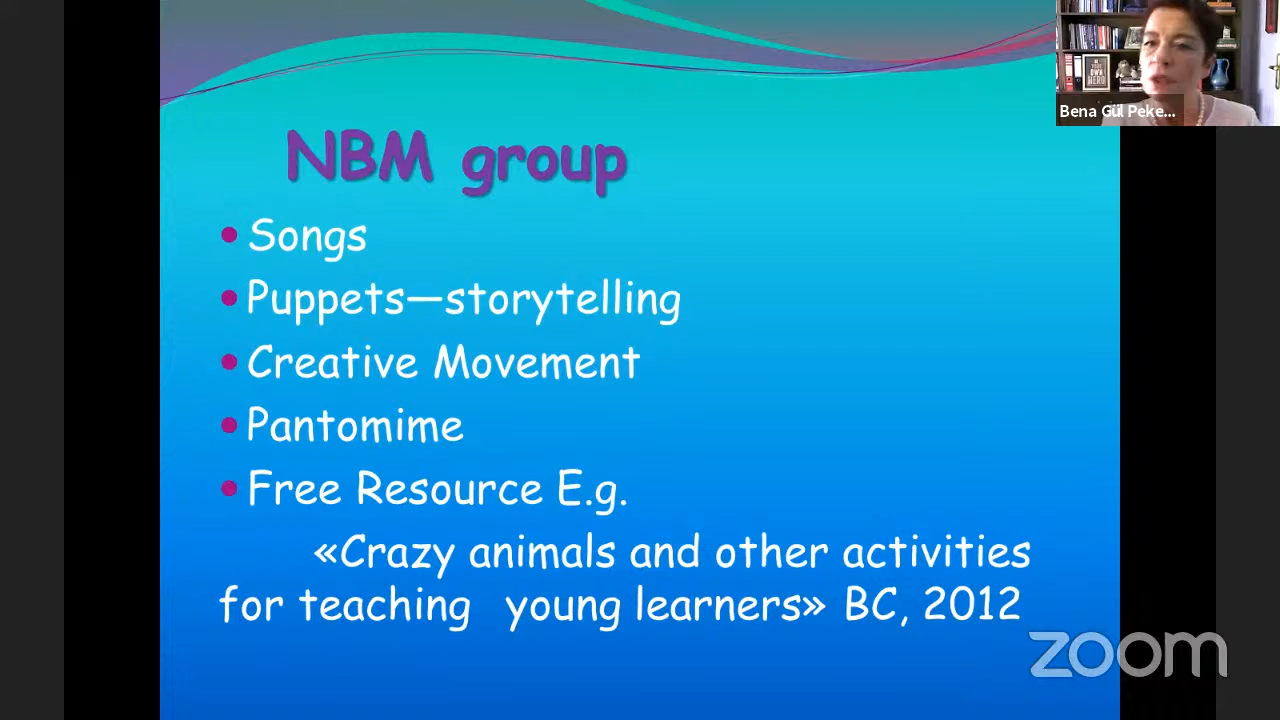 NBM group
Songs
Puppets—storytelling
Creative Movement
Pantomime
Free Resource E.g.
«Crazy animals and other activities
for teaching young learners» BC, 2012
Bena Gül Peke...
zoom